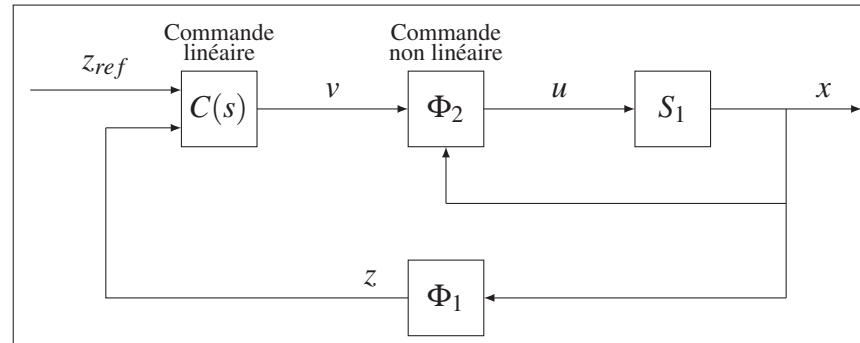 Commande
linéaire
Commande
non linéaire
z_ref
v
u
x
C(s)
Φ₂
S₁
z
Φ₁